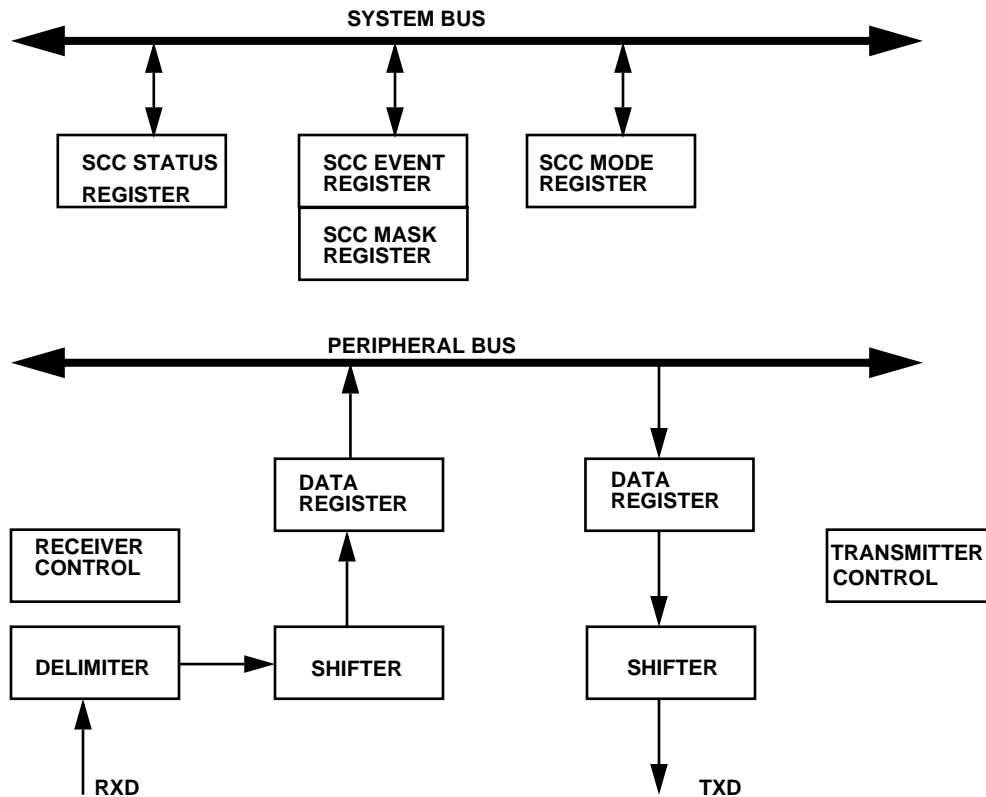 SYSTEM BUS
SCC STATUS
REGISTER
SCC EVENT
REGISTER
SCC MODE
REGISTER
SCC MASK
REGISTER
PERIPHERAL BUS
DATA
REGISTER
DATA
REGISTER
RECEIVER
CONTROL
TRANSMITTER
CONTROL
DELIMITER
SHIFTER
SHIFTER
RXD
TXD